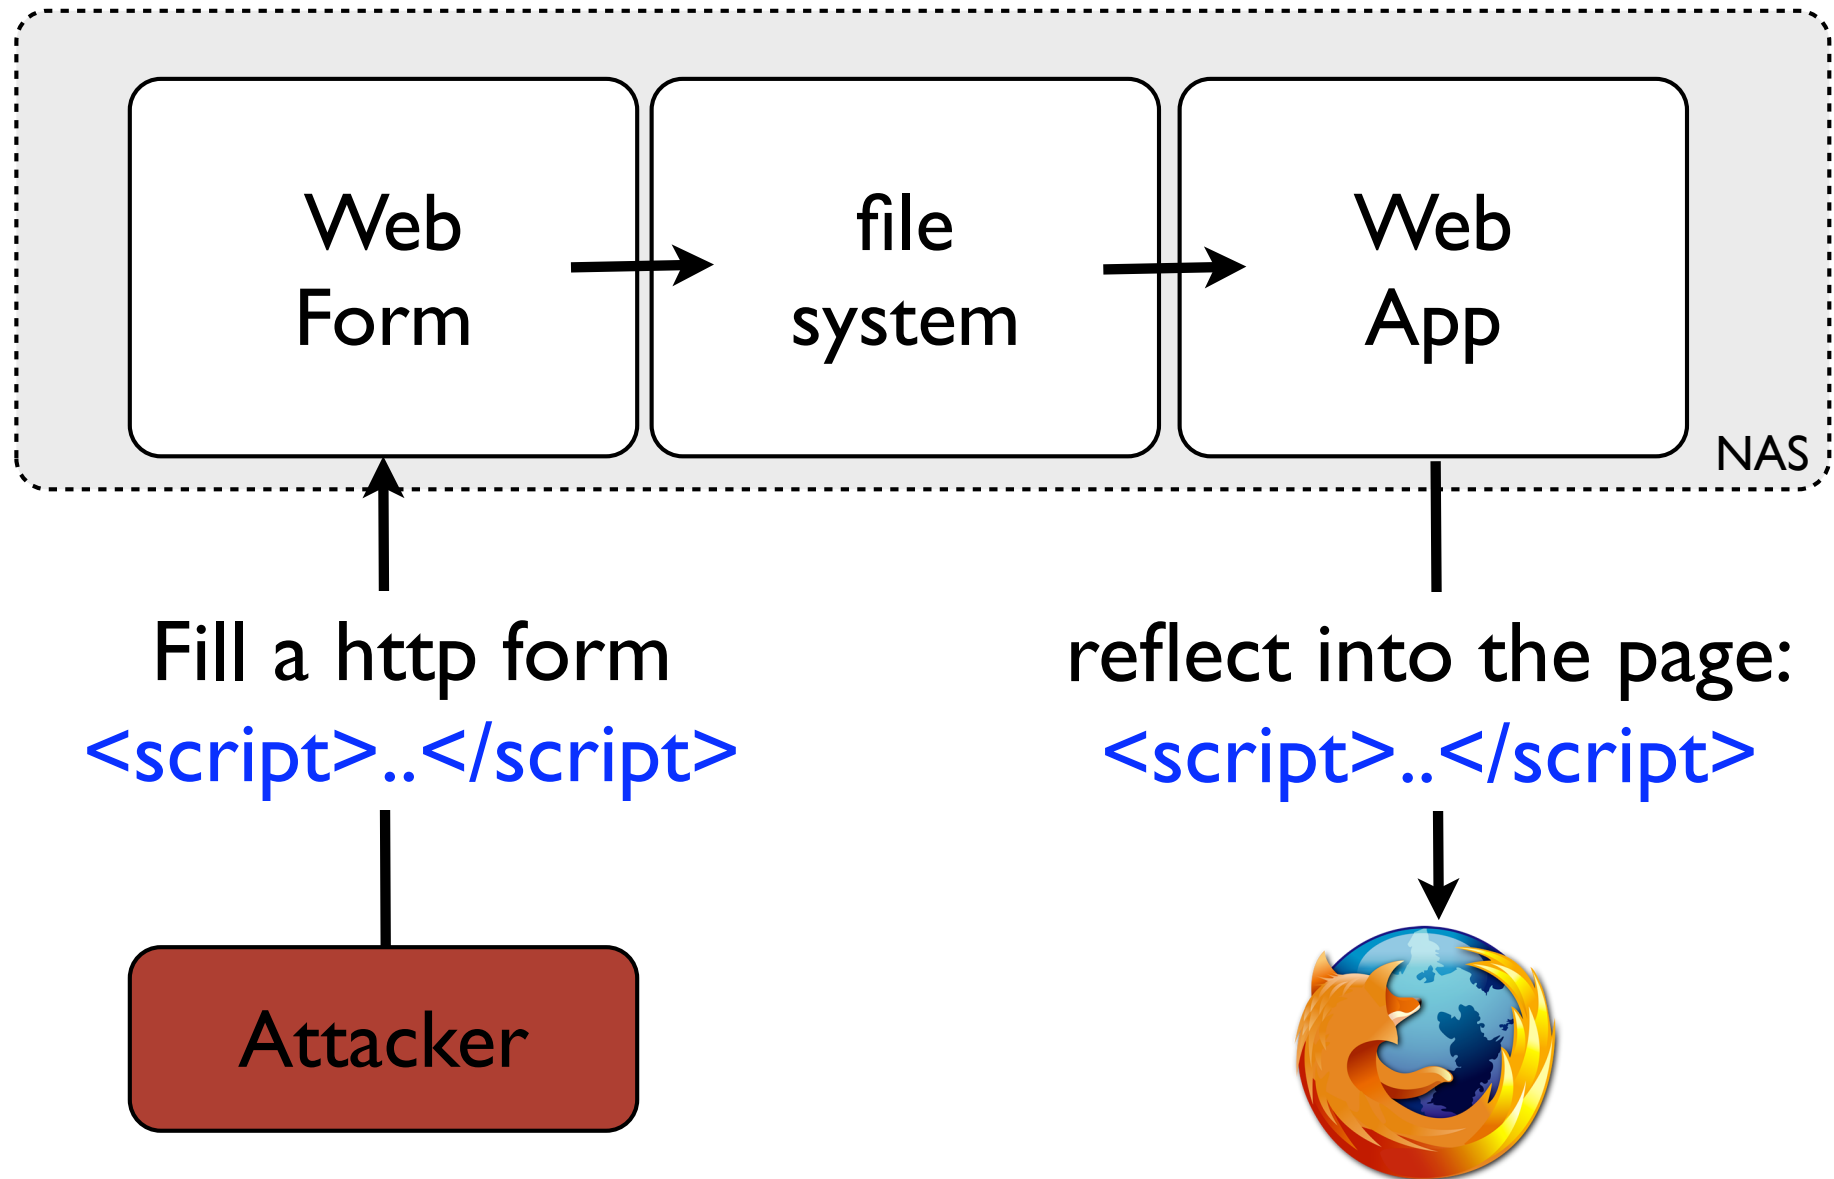 Web
Form
file
system
Web
App
NAS
Fill a http form
<script>..</script>
reflect into the page:
<script>..</script>
Attacker